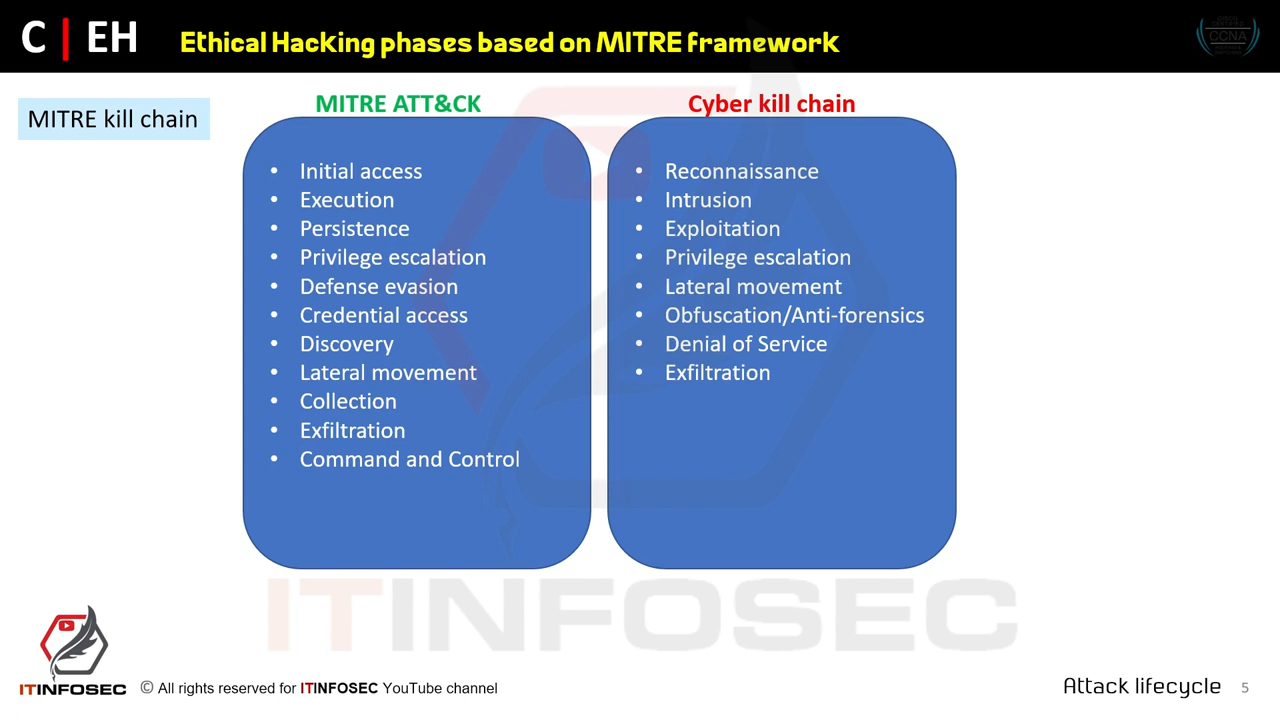 C | EH
Ethical Hacking phases based on MITRE framework
CCNA
MITRE kill chain
MITRE ATT&CK
• Initial access
• Execution
• Persistence
• Privilege escalation
• Defense evasion
• Credential access
• Discovery
• Lateral movement
• Collection
• Exfiltration
• Command and Control
Cyber kill chain
• Reconnaissance
• Intrusion
• Exploitation
• Privilege escalation
• Lateral movement
• Obfuscation/Anti-forensics
• Denial of Service
• Exfiltration
ITINFOSEC
ITINFOSEC
© All rights reserved for ITINFOSEC YouTube channel
Attack lifecycle 5